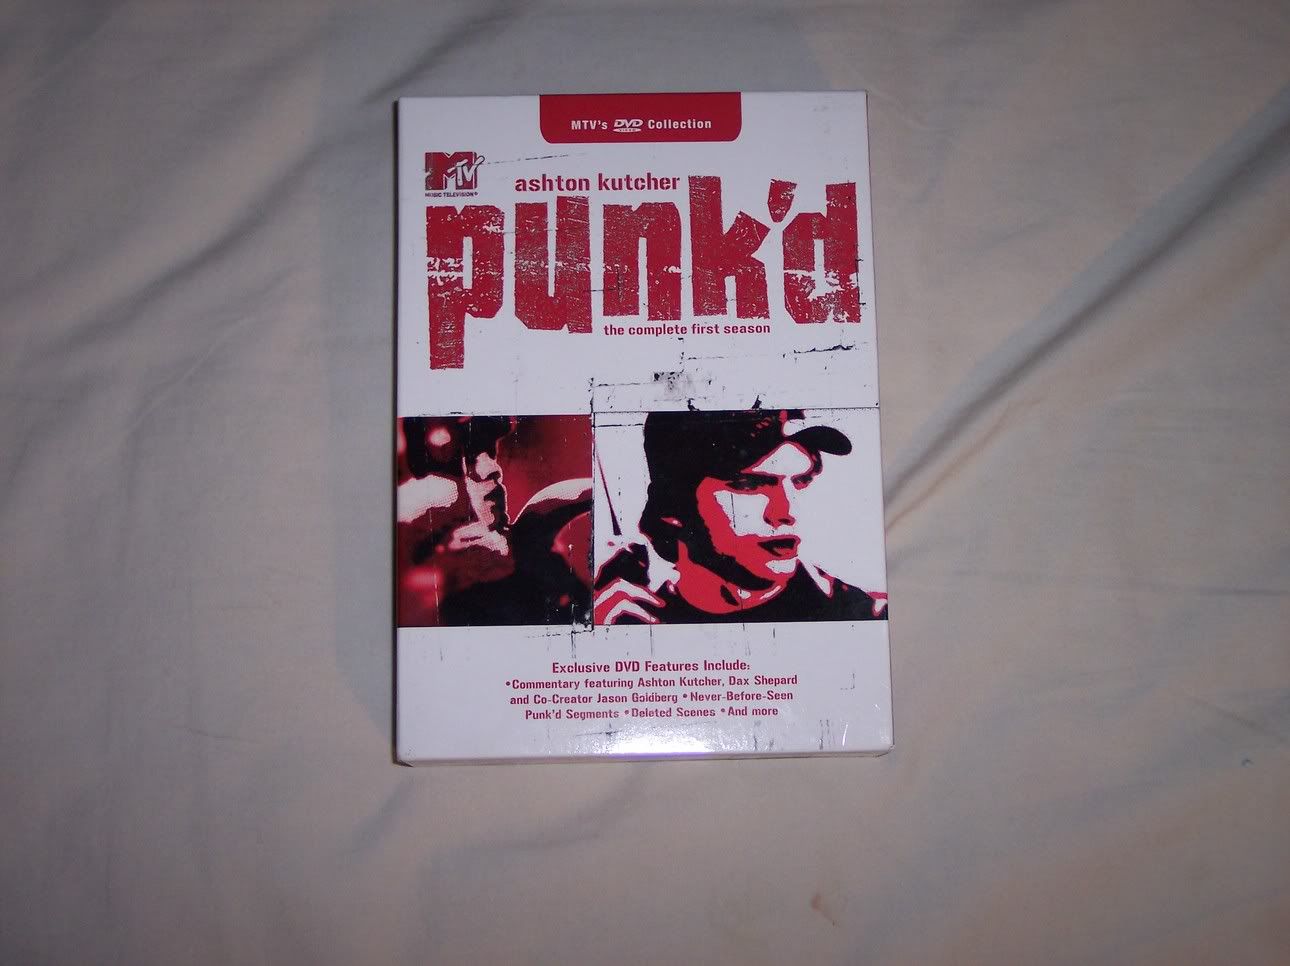 MTV's DVD Collection
VIDEO
MTV
MUSIC TELEVISION®
ashton kutcher
punk'd
the complete first season
Exclusive DVD Features Include:
•Commentary featuring Ashton Kutcher, Dax Shepard
and Co-Creator Jason Goldberg •Never-Before-Seen
Punk'd Segments •Deleted Scenes •And more